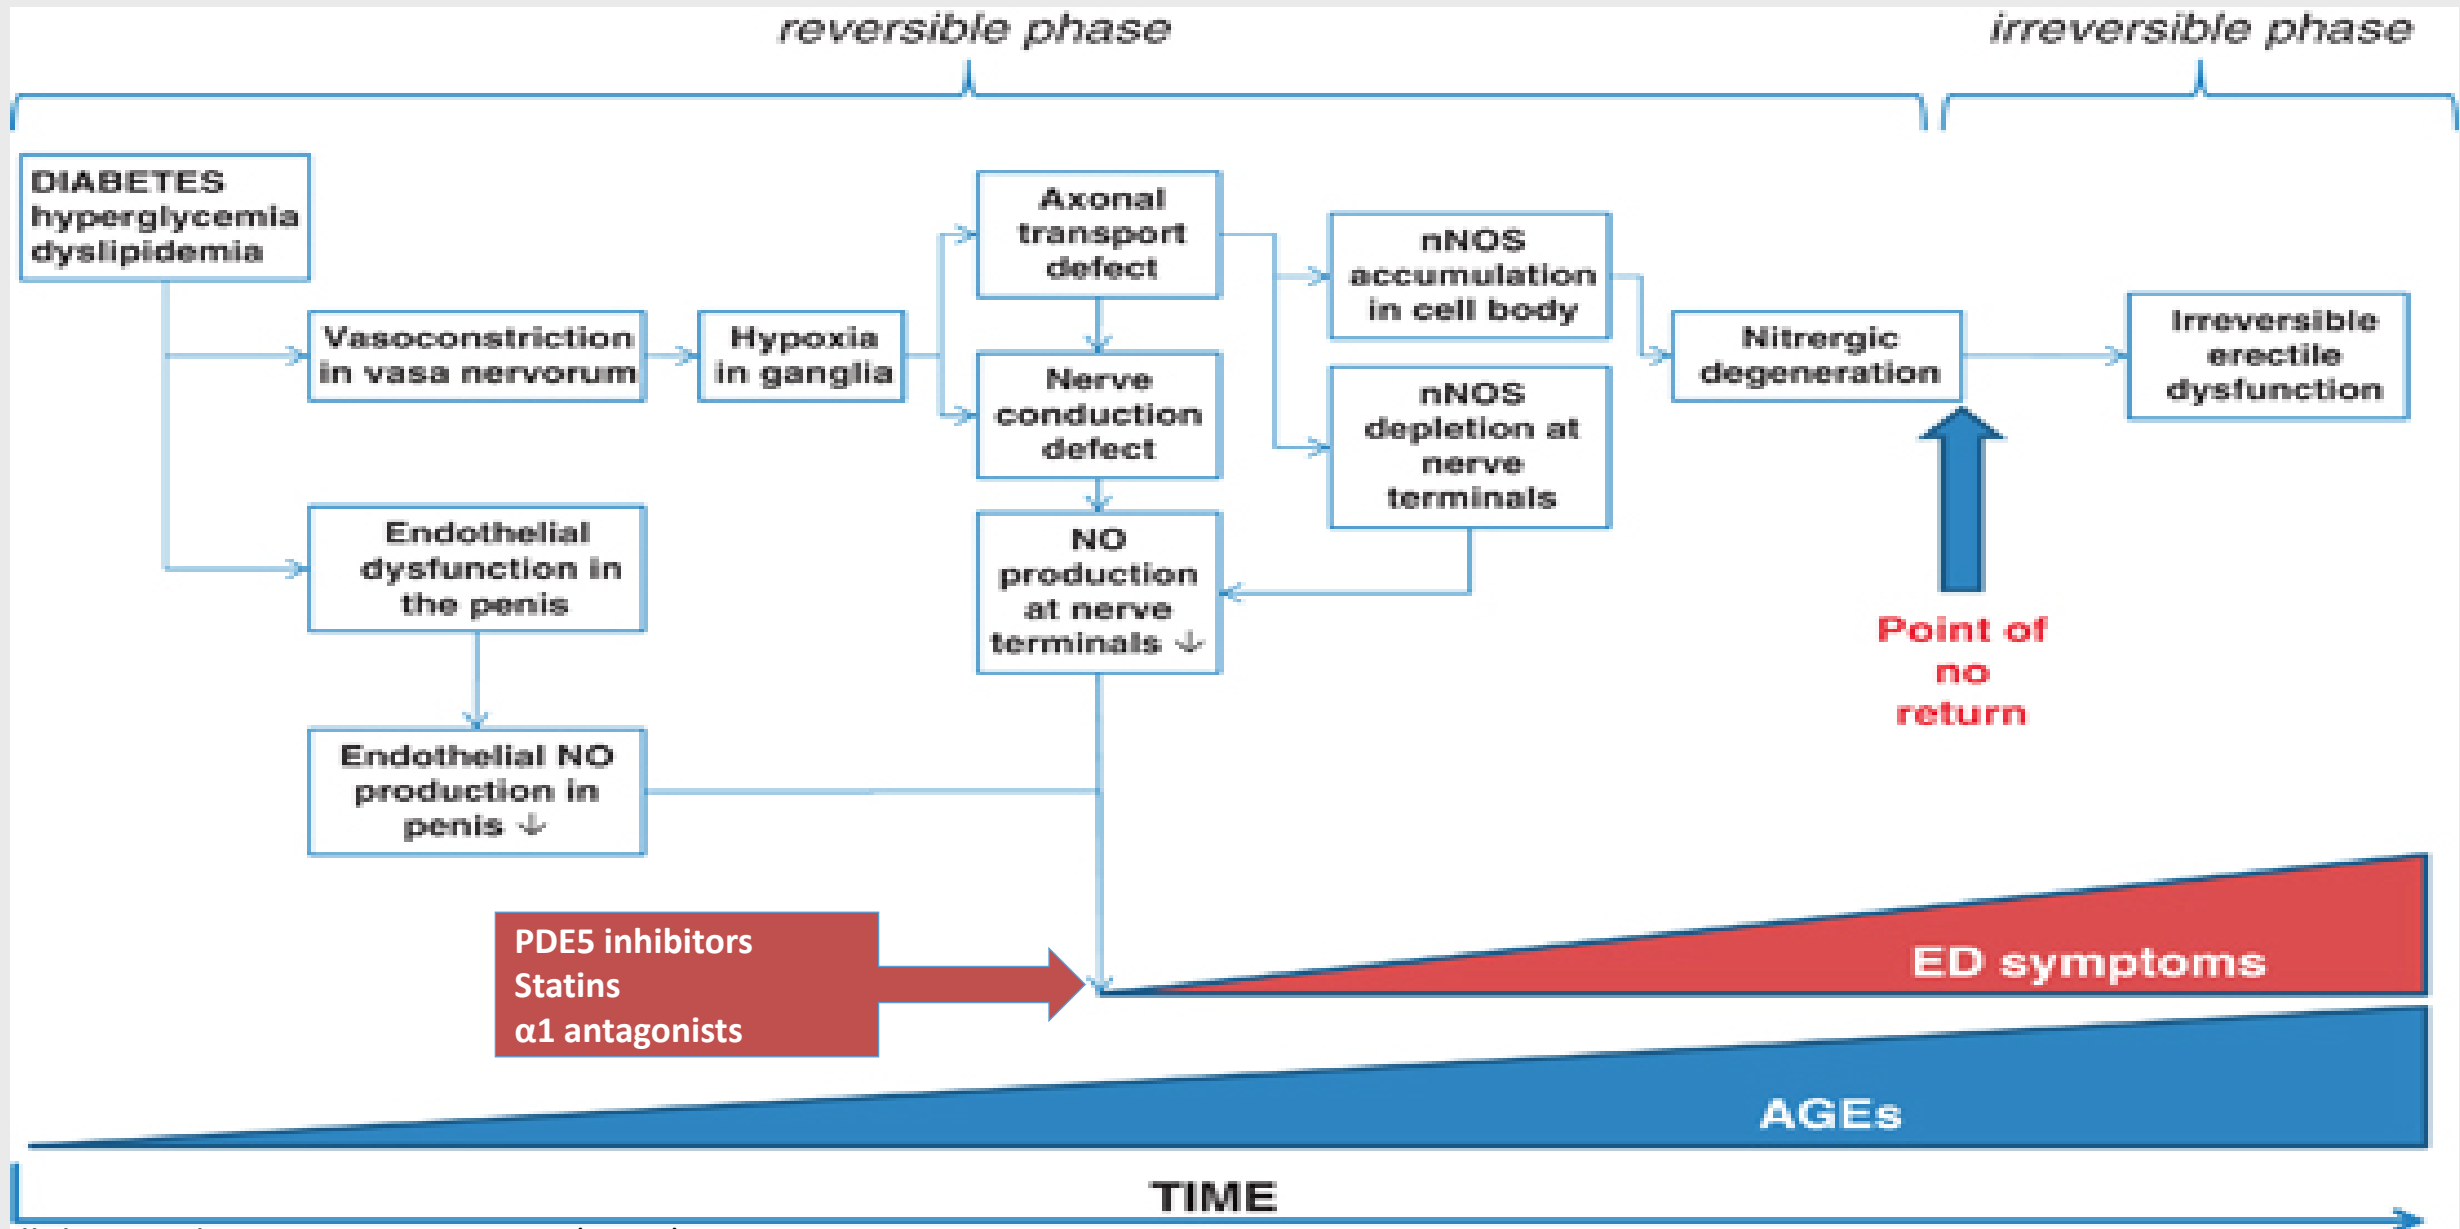 reversible phase
irreversible phase
DIABETES
hyperglycemia
dyslipidemia
Vasoconstriction
in vasa nervorum
Hypoxia
in ganglia
Axonal
transport
defect
Nerve
conduction
defect
NO
production
at nerve
terminals ↓
nNOS
accumulation
in cell body
nNOS
depletion at
nerve
terminals
Nitrergic
degeneration
Irreversible
erectile
dysfunction
Point of
no
return
Endothelial
dysfunction in
the penis
Endothelial NO
production in
penis ↓
PDE5 inhibitors
Statins
α1 antagonists
ED symptoms
AGEs
TIME